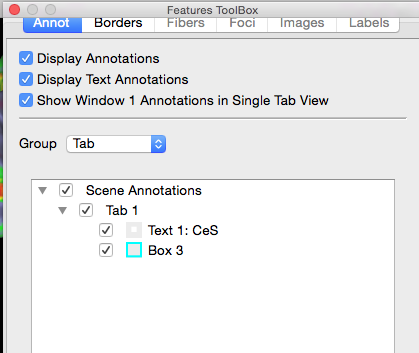 Features ToolBox
Annot Borders Fibers Foci Images Labels
Display Annotations
Display Text Annotations
Show Window 1 Annotations in Single Tab View
Group Tab
Scene Annotations
Tab 1
Text 1: CeS
Box 3